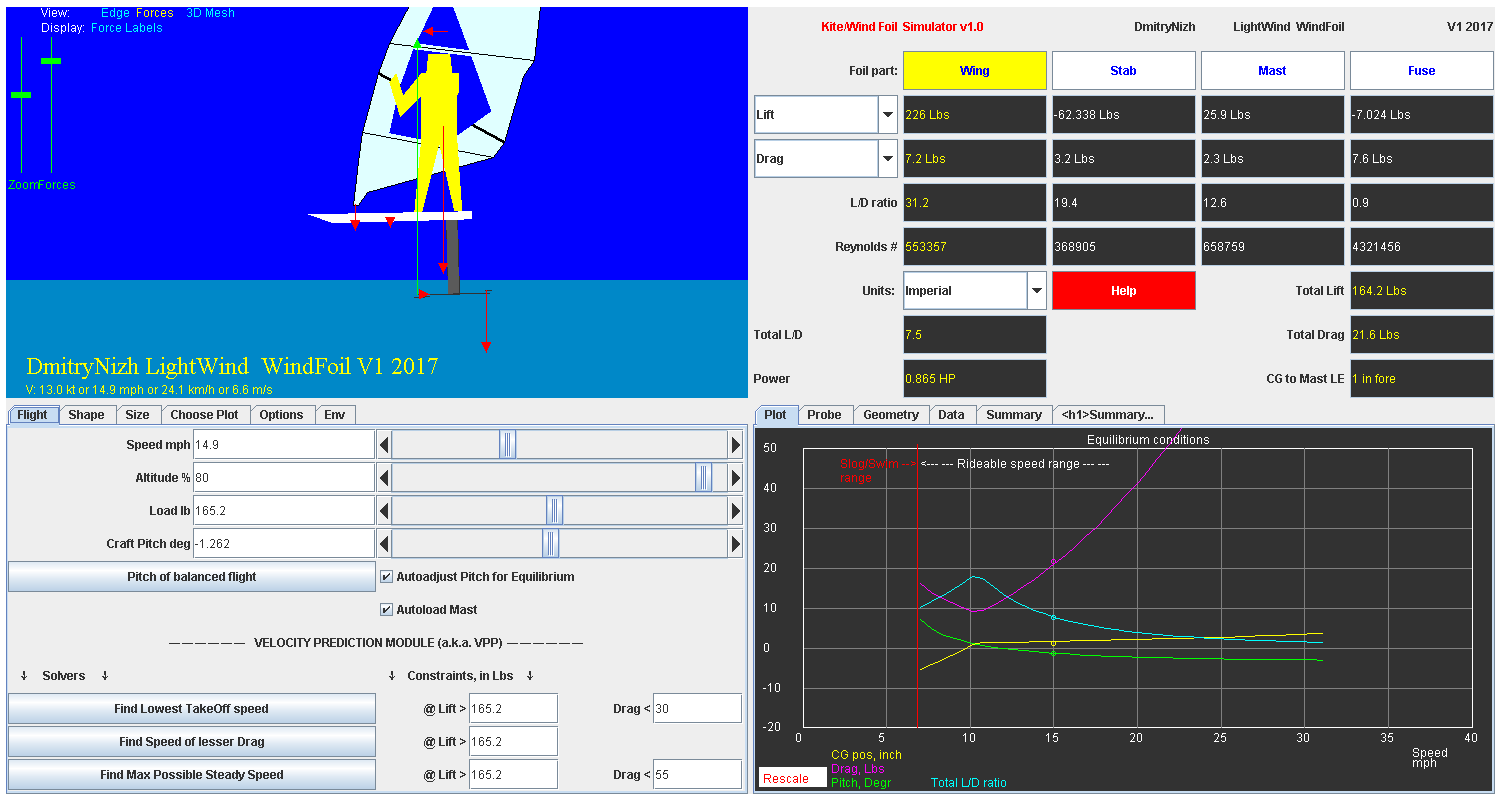 View: Edge Forces 3D Mesh
Display: Force Labels
ZoomForces
DmitryNizh LightWind WindFoil V1 2017
V: 13.0 kt or 14.9 mph or 24.1 km/h or 6.6 m/s
Kite/Wind Foil Simulator v1.0 DmitryNizh LightWind WindFoil V1 2017
Foil part: Wing Stab Mast Fuse
Lift 226 Lbs -62.338 Lbs 25.9 Lbs -7.024 Lbs
Drag 7.2 Lbs 3.2 Lbs 2.3 Lbs 7.6 Lbs
L/D ratio 31.2 19.4 12.6 0.9
Reynolds # 553357 368905 658759 4321456
Units: Imperial Help Total Lift 164.2 Lbs
Total L/D 7.5 Total Drag 21.6 Lbs
Power 0.865 HP CG to Mast LE 1 in fore
Flight Shape Size Choose Plot Options Env
Speed mph 14.9
Altitude % 80
Load lb 165.2
Craft Pitch deg -1.262
Pitch of balanced flight Autoadjust Pitch for Equilibrium
Autoload Mast
—————— VELOCITY PREDICTION MODULE (a.k.a. VPP) ——————
↓ Solvers ↓ ↓ Constraints, in Lbs ↓
Find Lowest TakeOff speed @ Lift > 165.2 Drag < 30
Find Speed of lesser Drag @ Lift > 165.2
Find Max Possible Steady Speed @ Lift > 165.2 Drag < 55
Plot Probe Geometry Data Summary <h1>Summary...
Equilibrium conditions
Slog/Swim --> <--- --- Rideable speed range --- ---
range
50
40
30
20
10
0
-10
-20
0 5 10 15 20 25 30 35 40
CG pos, inch
Drag, Lbs
Pitch, Degr Total L/D ratio
Speed
mph
Rescale